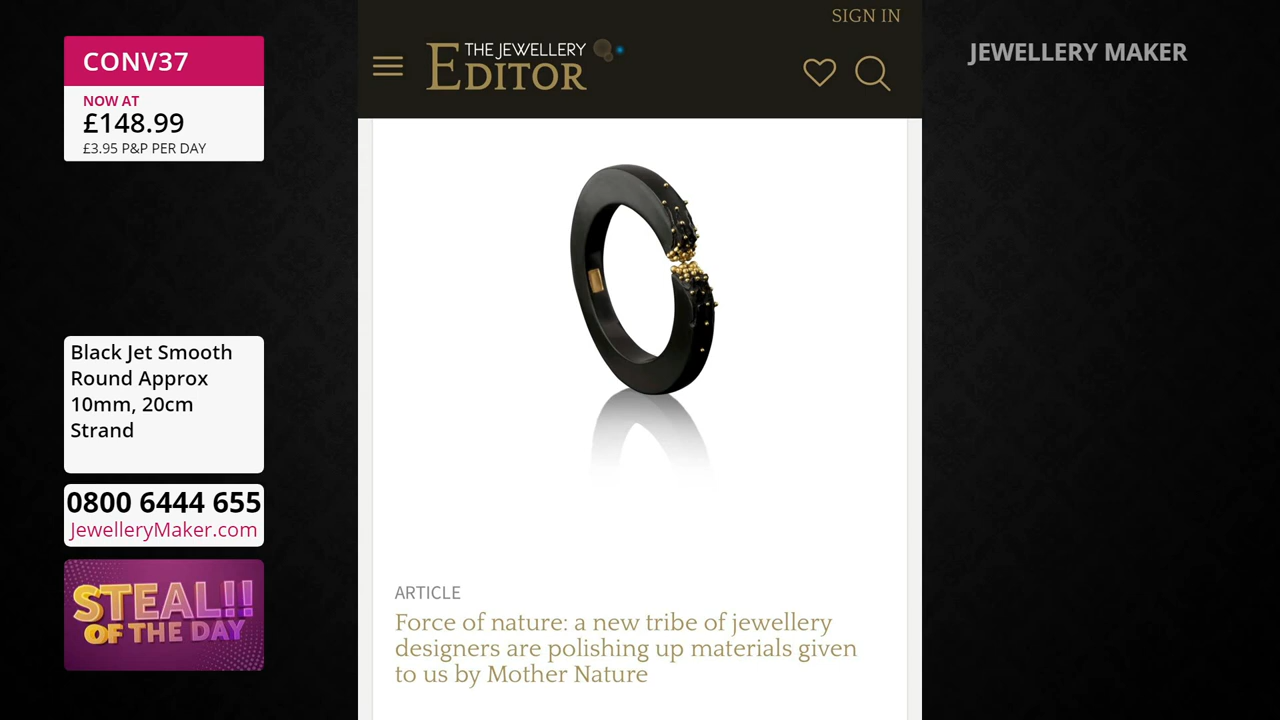 CONV37
NOW AT
£148.99
£3.95 P&P PER DAY
Black Jet Smooth
Round Approx
10mm, 20cm
Strand
0800 6444 655
JewelleryMaker.com
STEAL!!
OF THE DAY
SIGN IN
THE JEWELLERY
EDITOR
ARTICLE
Force of nature: a new tribe of jewellery
designers are polishing up materials given
to us by Mother Nature
JEWELLERY MAKER